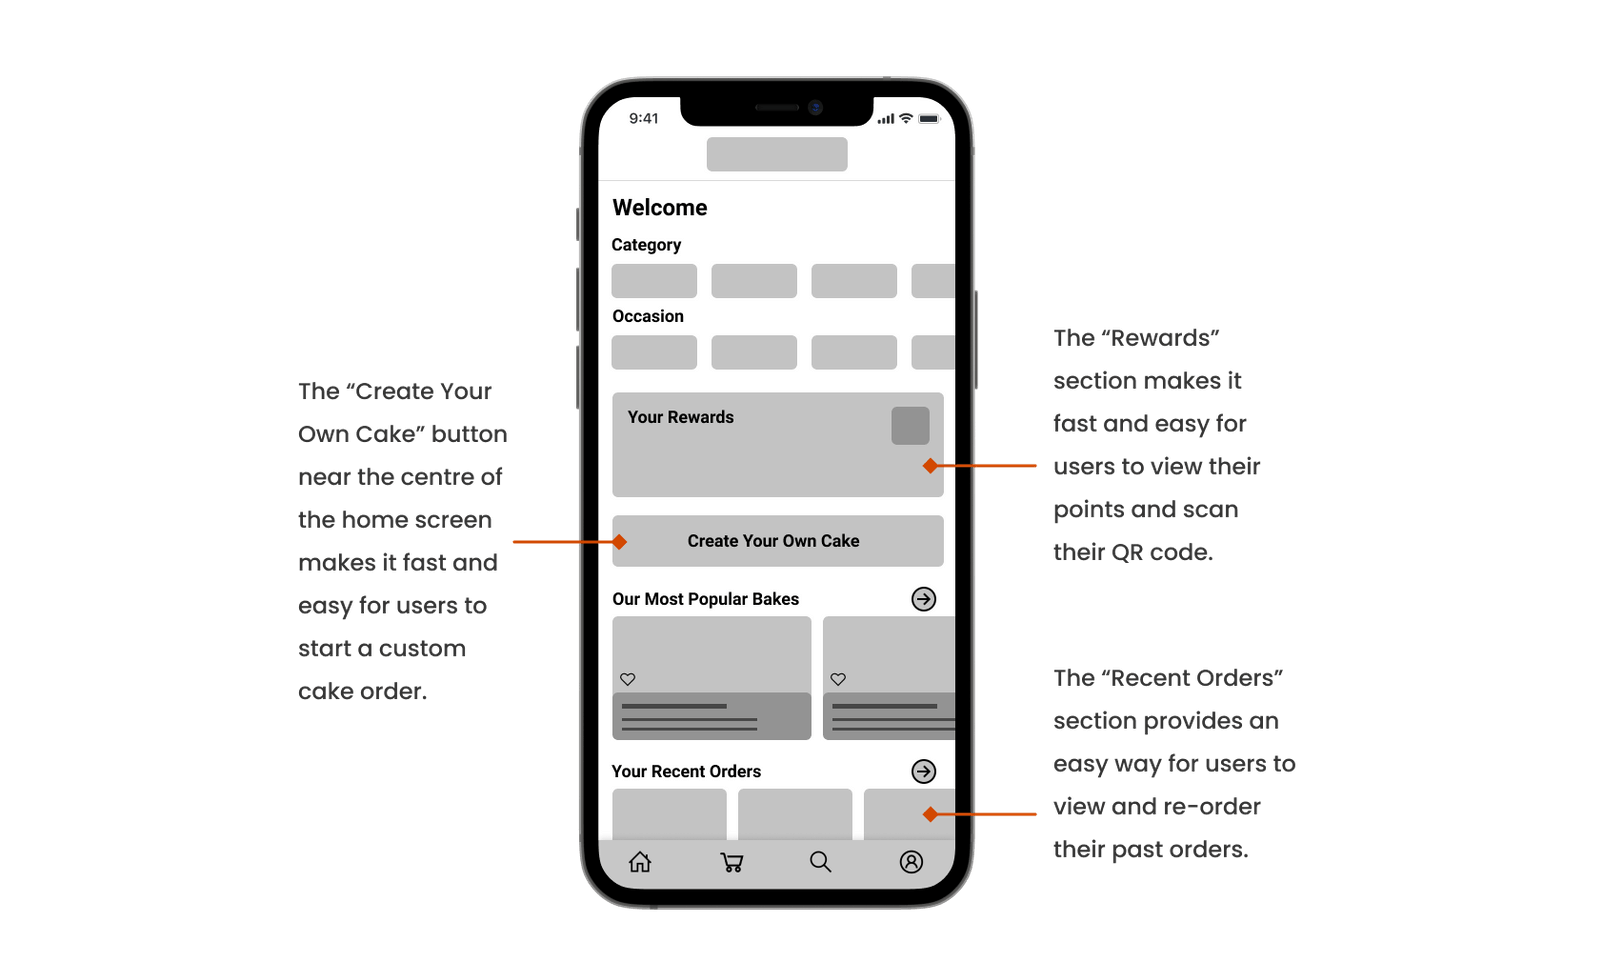 9:41
Welcome
Category
Occasion
Your Rewards
Create Your Own Cake
Our Most Popular Bakes
Your Recent Orders
The “Create Your
Own Cake” button
near the centre of
the home screen
makes it fast and
easy for users to
start a custom
cake order.
The “Rewards”
section makes it
fast and easy for
users to view their
points and scan
their QR code.
The “Recent Orders”
section provides an
easy way for users to
view and re-order
their past orders.